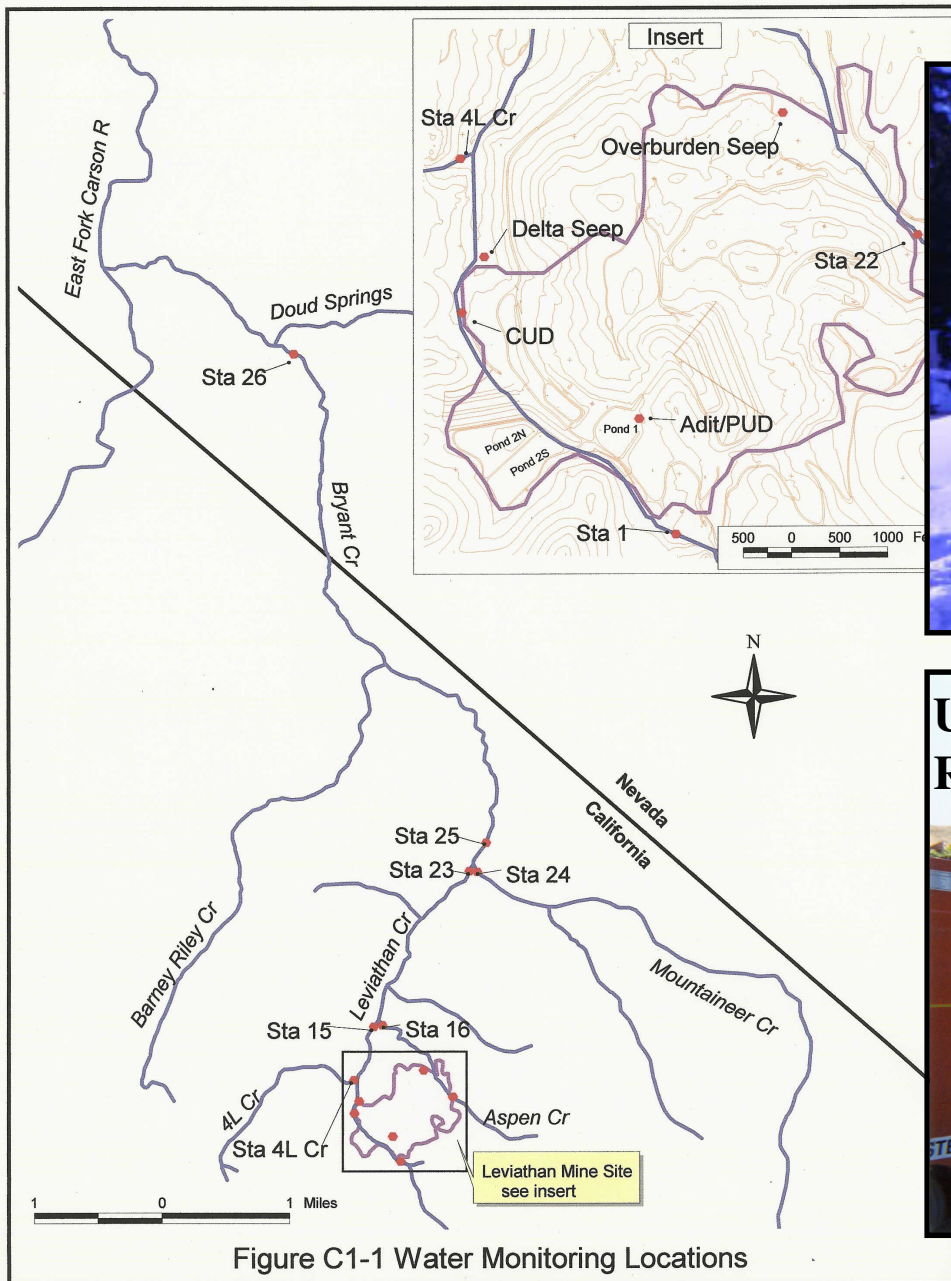 Insert
Sta 4L Cr
Overburden Seep
Delta Seep
Sta 22
CUD
Adit/PUD
Pond 1
Pond 2N
Pond 2S
Sta 1
500 0 500 1000
East Fork Carson R
Doud Springs
Sta 26
Bryant Cr
N
Nevada
California
Sta 25
Sta 23
Sta 24
Leviathan Cr
Barney Riley Cr
Mountaineer Cr
Sta 15
Sta 16
4L Cr
Aspen Cr
Sta 4L Cr
Leviathan Mine Site
see insert
1 0 1 Miles
Figure C1-1 Water Monitoring Locations